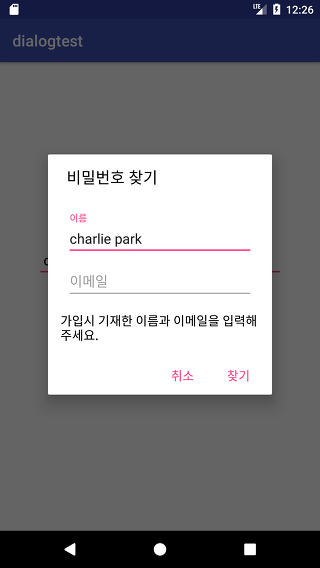 LTE 12:26
dialogtest
비밀번호 찾기
이름
charlie park
이메일
가입시 기재한 이름과 이메일을 입력해
주세요.
취소 찾기